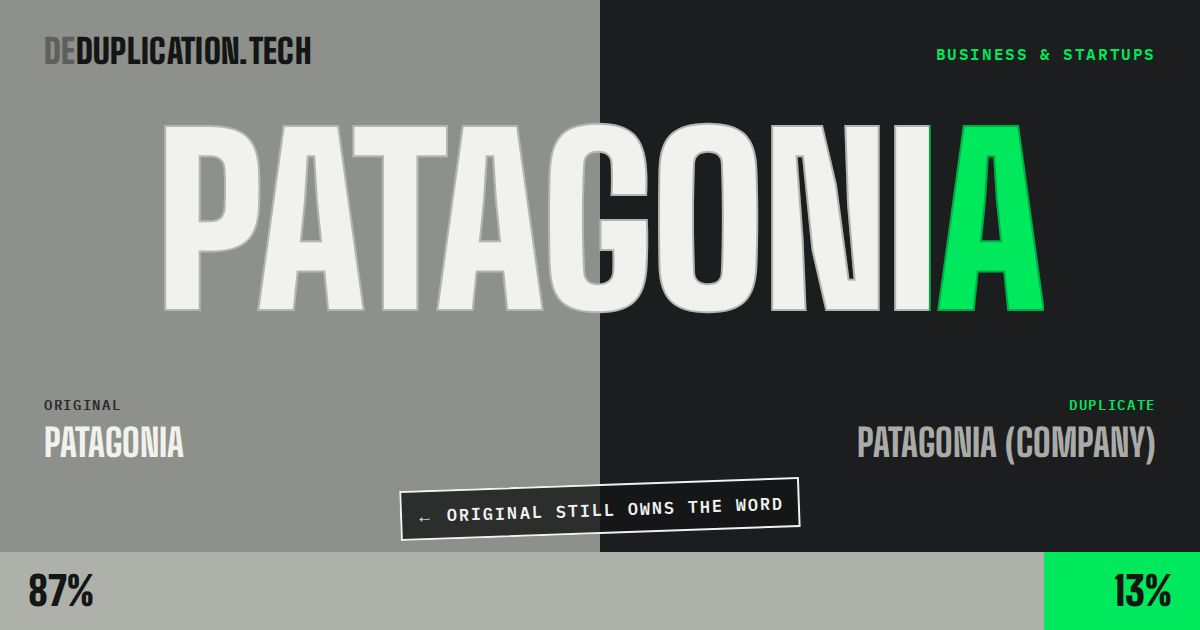 DEDUPLICATION.TECH
BUSINESS & STARTUPS
PATAGONIA
ORIGINAL
PATAGONIA
DUPLICATE
PATAGONIA (COMPANY)
← ORIGINAL STILL OWNS THE WORD
87%
13%